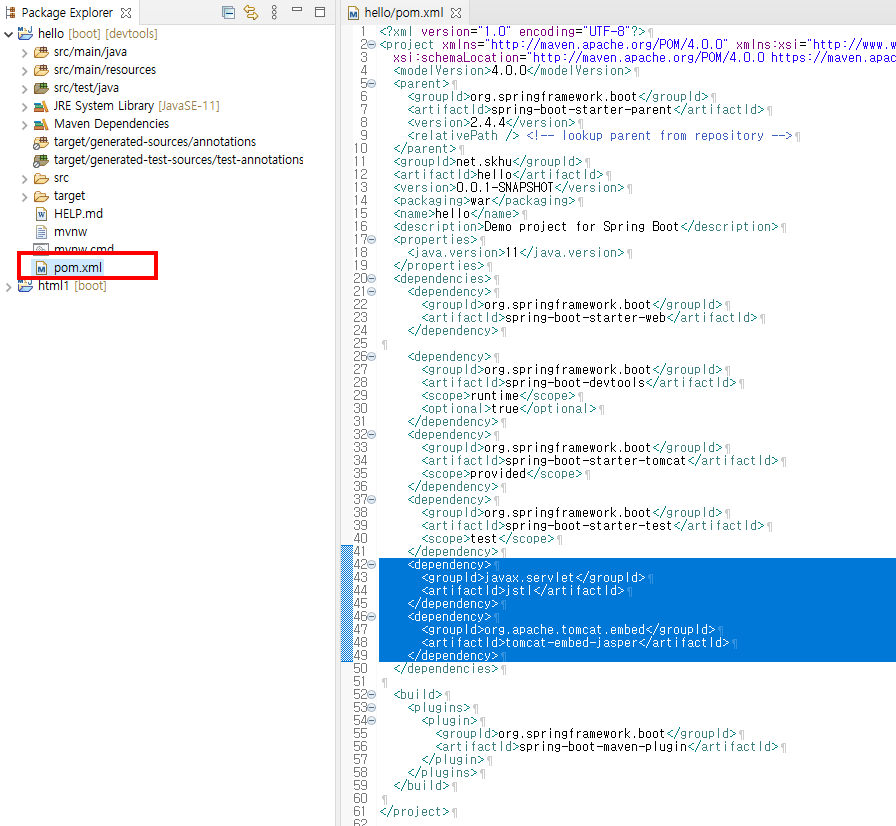 Package Explorer
hello [boot] [devtools]
src/main/java
src/main/resources
src/test/java
JRE System Library [JavaSE-11]
Maven Dependencies
target/generated-sources/annotations
target/generated-test-sources/test-annotations
src
target
HELP.md
mvnw
mvnw.cmd
pom.xml
html1 [boot]
hello/pom.xml
1 <?xml version="1.0" encoding="UTF-8"?>¶
2 <project xmlns="http://maven.apache.org/POM/4.0.0" xmlns:xsi="http://www.w
3 xsi:schemaLocation="http://maven.apache.org/POM/4.0.0 https://maven.apac
4 <modelVersion>4.0.0</modelVersion>¶
5 <parent>¶
6 <groupId>org.springframework.boot</groupId>¶
7 <artifactId>spring-boot-starter-parent</artifactId>¶
8 <version>2.4.4</version>¶
9 <relativePath /> <!-- lookup parent from repository -->¶
10 </parent>¶
11 <groupId>net.skhu</groupId>¶
12 <artifactId>hello</artifactId>¶
13 <version>0.0.1-SNAPSHOT</version>¶
14 <packaging>war</packaging>¶
15 <name>hello</name>¶
16 <description>Demo project for Spring Boot</description>¶
17 <properties>¶
18 <java.version>11</java.version>¶
19 </properties>¶
20 <dependencies>¶
21 <dependency>¶
22 <groupId>org.springframework.boot</groupId>¶
23 <artifactId>spring-boot-starter-web</artifactId>¶
24 </dependency>¶
25 ¶
26 <dependency>¶
27 <groupId>org.springframework.boot</groupId>¶
28 <artifactId>spring-boot-devtools</artifactId>¶
29 <scope>runtime</scope>¶
30 <optional>true</optional>¶
31 </dependency>¶
32 <dependency>¶
33 <groupId>org.springframework.boot</groupId>¶
34 <artifactId>spring-boot-starter-tomcat</artifactId>¶
35 <scope>provided</scope>¶
36 </dependency>¶
37 <dependency>¶
38 <groupId>org.springframework.boot</groupId>¶
39 <artifactId>spring-boot-starter-test</artifactId>¶
40 <scope>test</scope>¶
41 </dependency>¶
42 <dependency>¶
43 <groupId>javax.servlet</groupId>¶
44 <artifactId>jstl</artifactId>¶
45 </dependency>¶
46 <dependency>¶
47 <groupId>org.apache.tomcat.embed</groupId>¶
48 <artifactId>tomcat-embed-jasper</artifactId>¶
49 </dependency>¶
50 </dependencies>¶
51 ¶
52 <build>¶
53 <plugins>¶
54 <plugin>¶
55 <groupId>org.springframework.boot</groupId>¶
56 <artifactId>spring-boot-maven-plugin</artifactId>¶
57 </plugin>¶
58 </plugins>¶
59 </build>¶
60 ¶
61 </project>¶
62